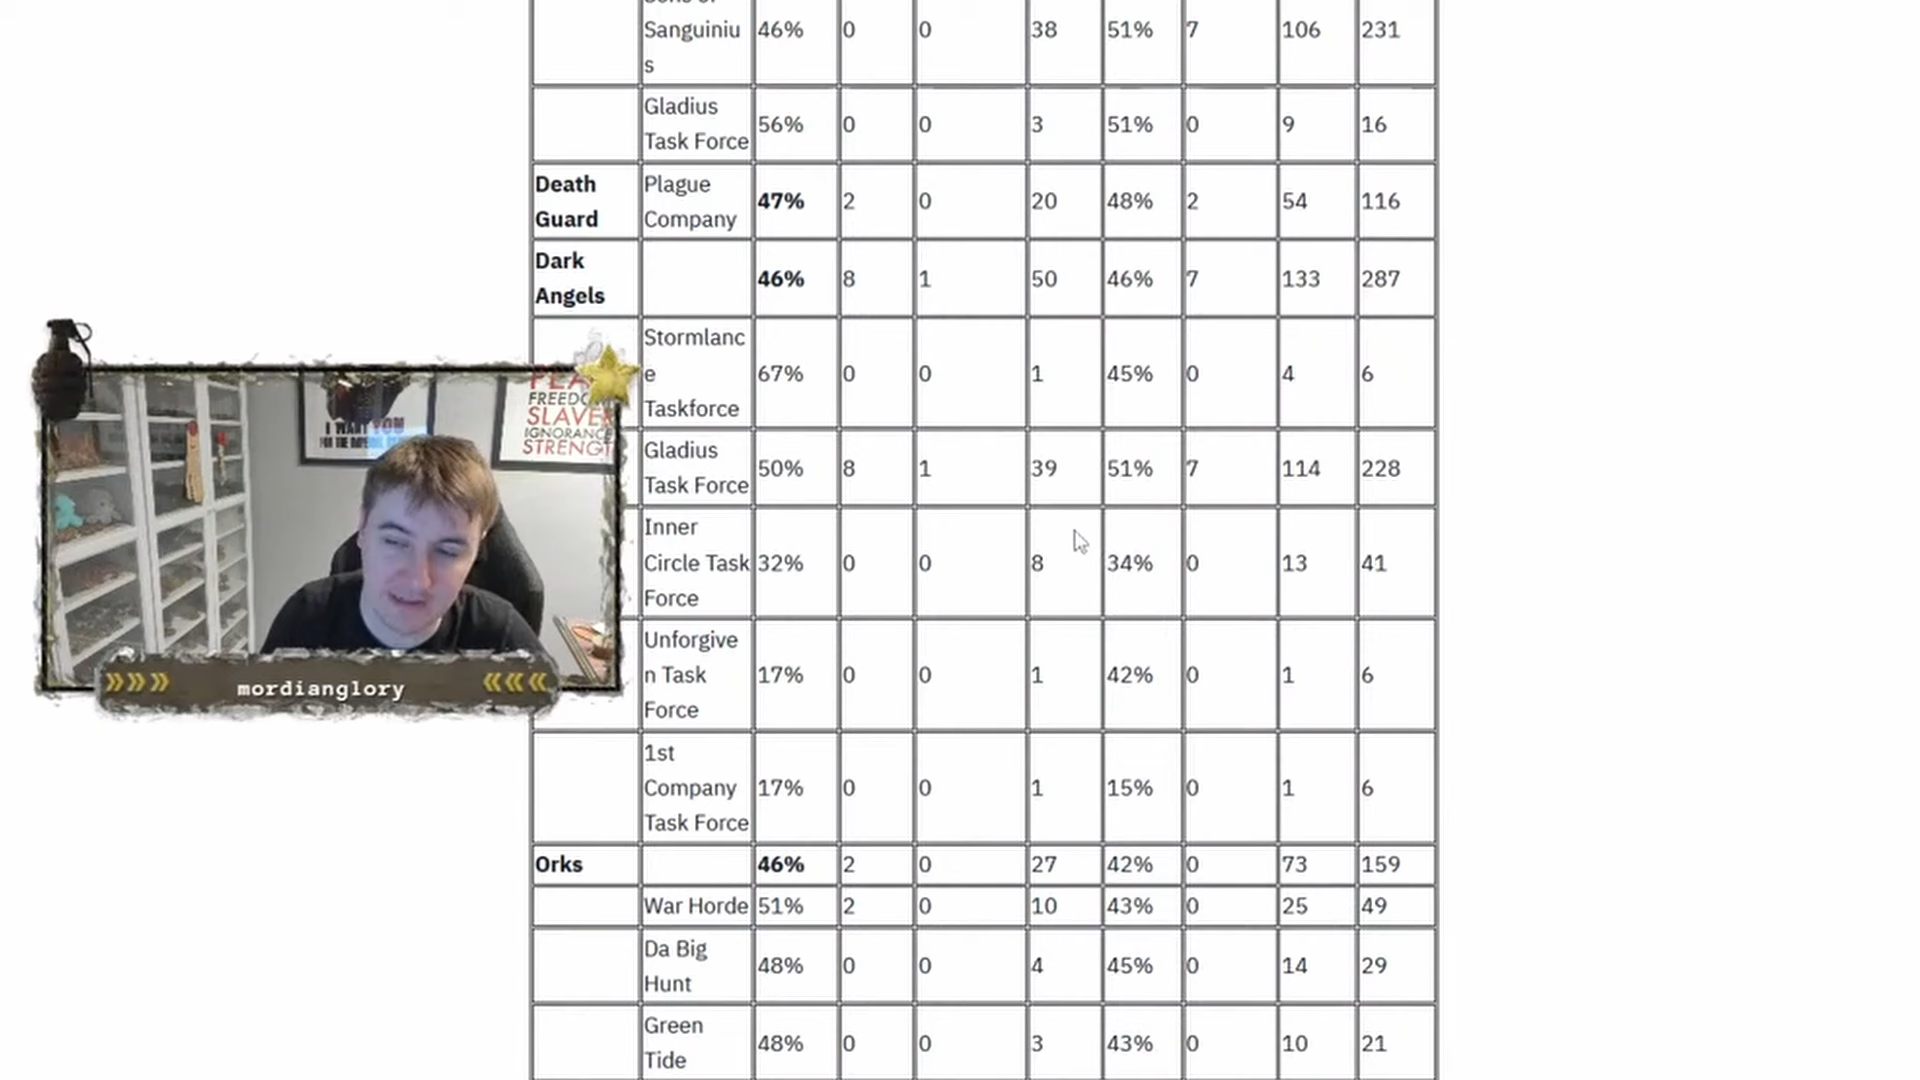 Sanguiniu
s
46% 0 0 38 51% 7 106 231
Gladius
Task Force
56% 0 0 3 51% 0 9 16
Death
Guard
Plague
Company
47% 2 0 20 48% 2 54 116
Dark
Angels
46% 8 1 50 46% 7 133 287
Stormlanc
e
Taskforce
67% 0 0 1 45% 0 4 6
Gladius
Task Force
50% 8 1 39 51% 7 114 228
Inner
Circle Task
Force
32% 0 0 8 34% 0 13 41
Unforgive
n Task
Force
17% 0 0 1 42% 0 1 6
1st
Company
Task Force
17% 0 0 1 15% 0 1 6
Orks 46% 2 0 27 42% 0 73 159
War Horde 51% 2 0 10 43% 0 25 49
Da Big
Hunt
48% 0 0 4 45% 0 14 29
Green
Tide
48% 0 0 3 43% 0 10 21
I WANT YOU
FOR THE
FREEDO
SLAVE
IGNORANCE
STRENGT
»»» mordianglory «««